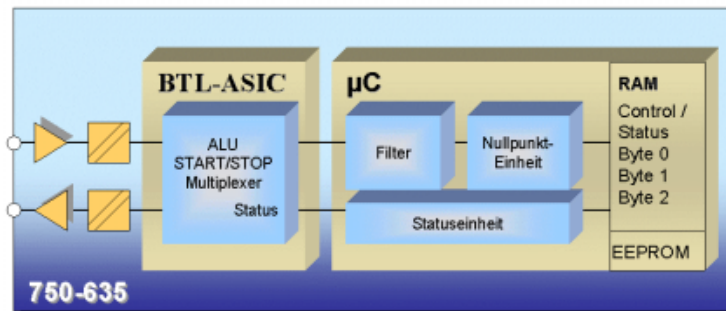 BTL-ASIC
ALU
START/STOP
Multiplexer
Status
µC
Filter
Nullpunkt-
Einheit
Statuseinheit
RAM
Control /
Status
Byte 0
Byte 1
Byte 2
EEPROM
750-635